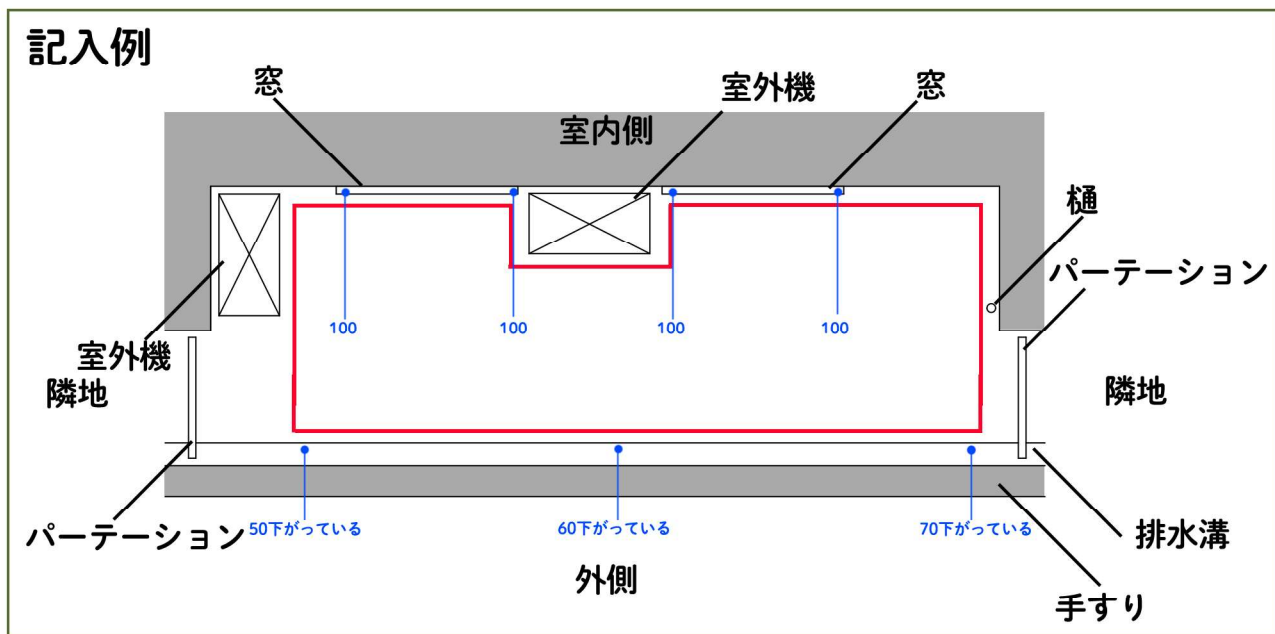 記入例
窓
室外機
窓
室内側
樋
パーテーション
100
100
100
100
室外機
隣地
隣地
パーテーション
50下がっている
60下がっている
70下がっている
排水溝
外側
手すり